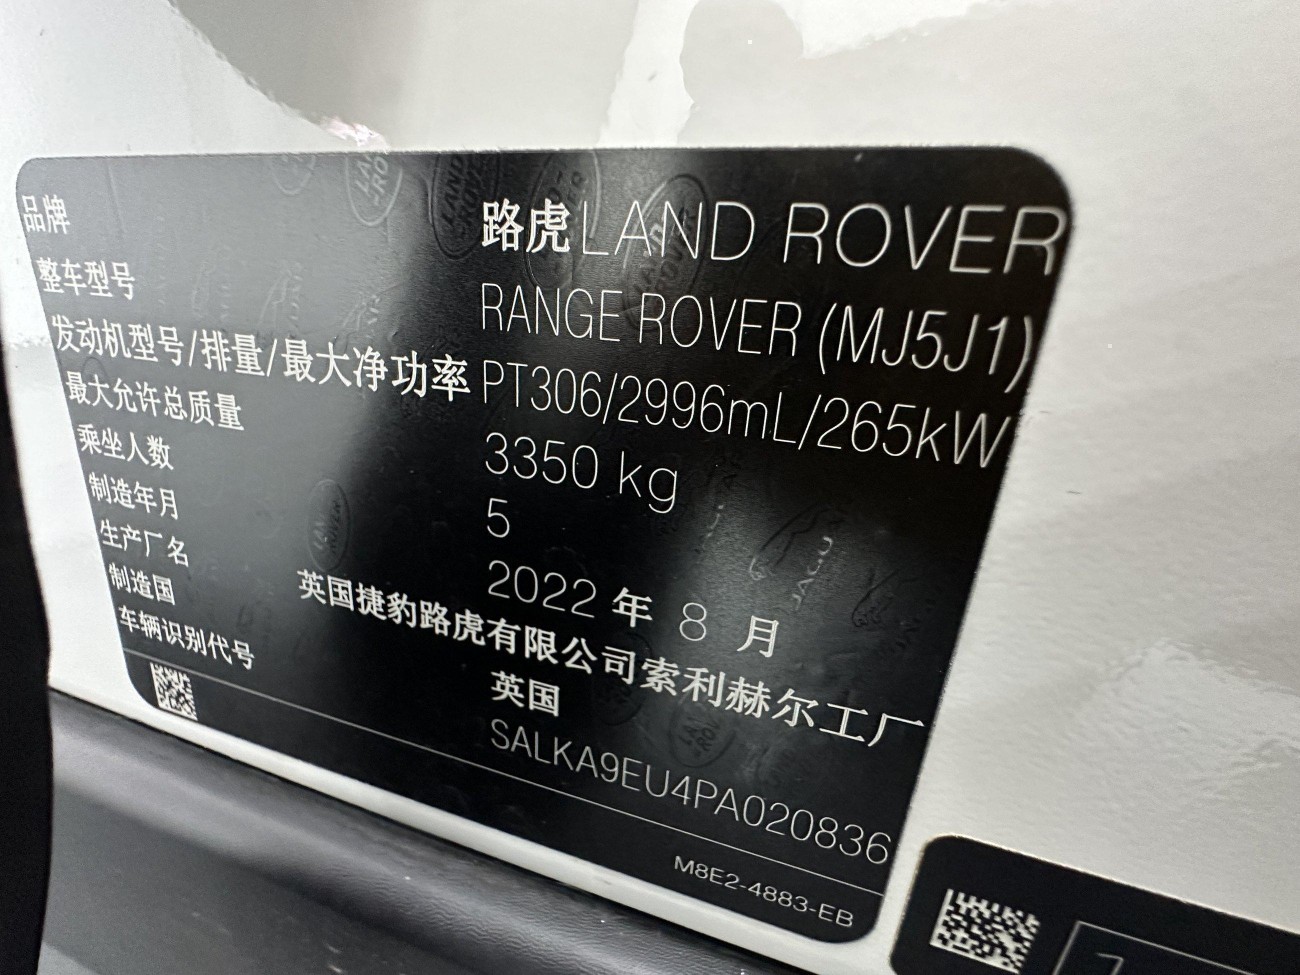 品牌 路虎LAND ROVER
整车型号 RANGE ROVER (MJ5J1)
发动机型号/排量/最大净功率 PT306/2996mL/265kW
最大允许总质量 3350 kg
乘坐人数 5
制造年月 2022 年 8 月
生产厂名 英国捷豹路虎有限公司索利赫尔工厂
制造国 英国
车辆识别代号 SALKA9EU4PA020836
M8E2-4883-EB